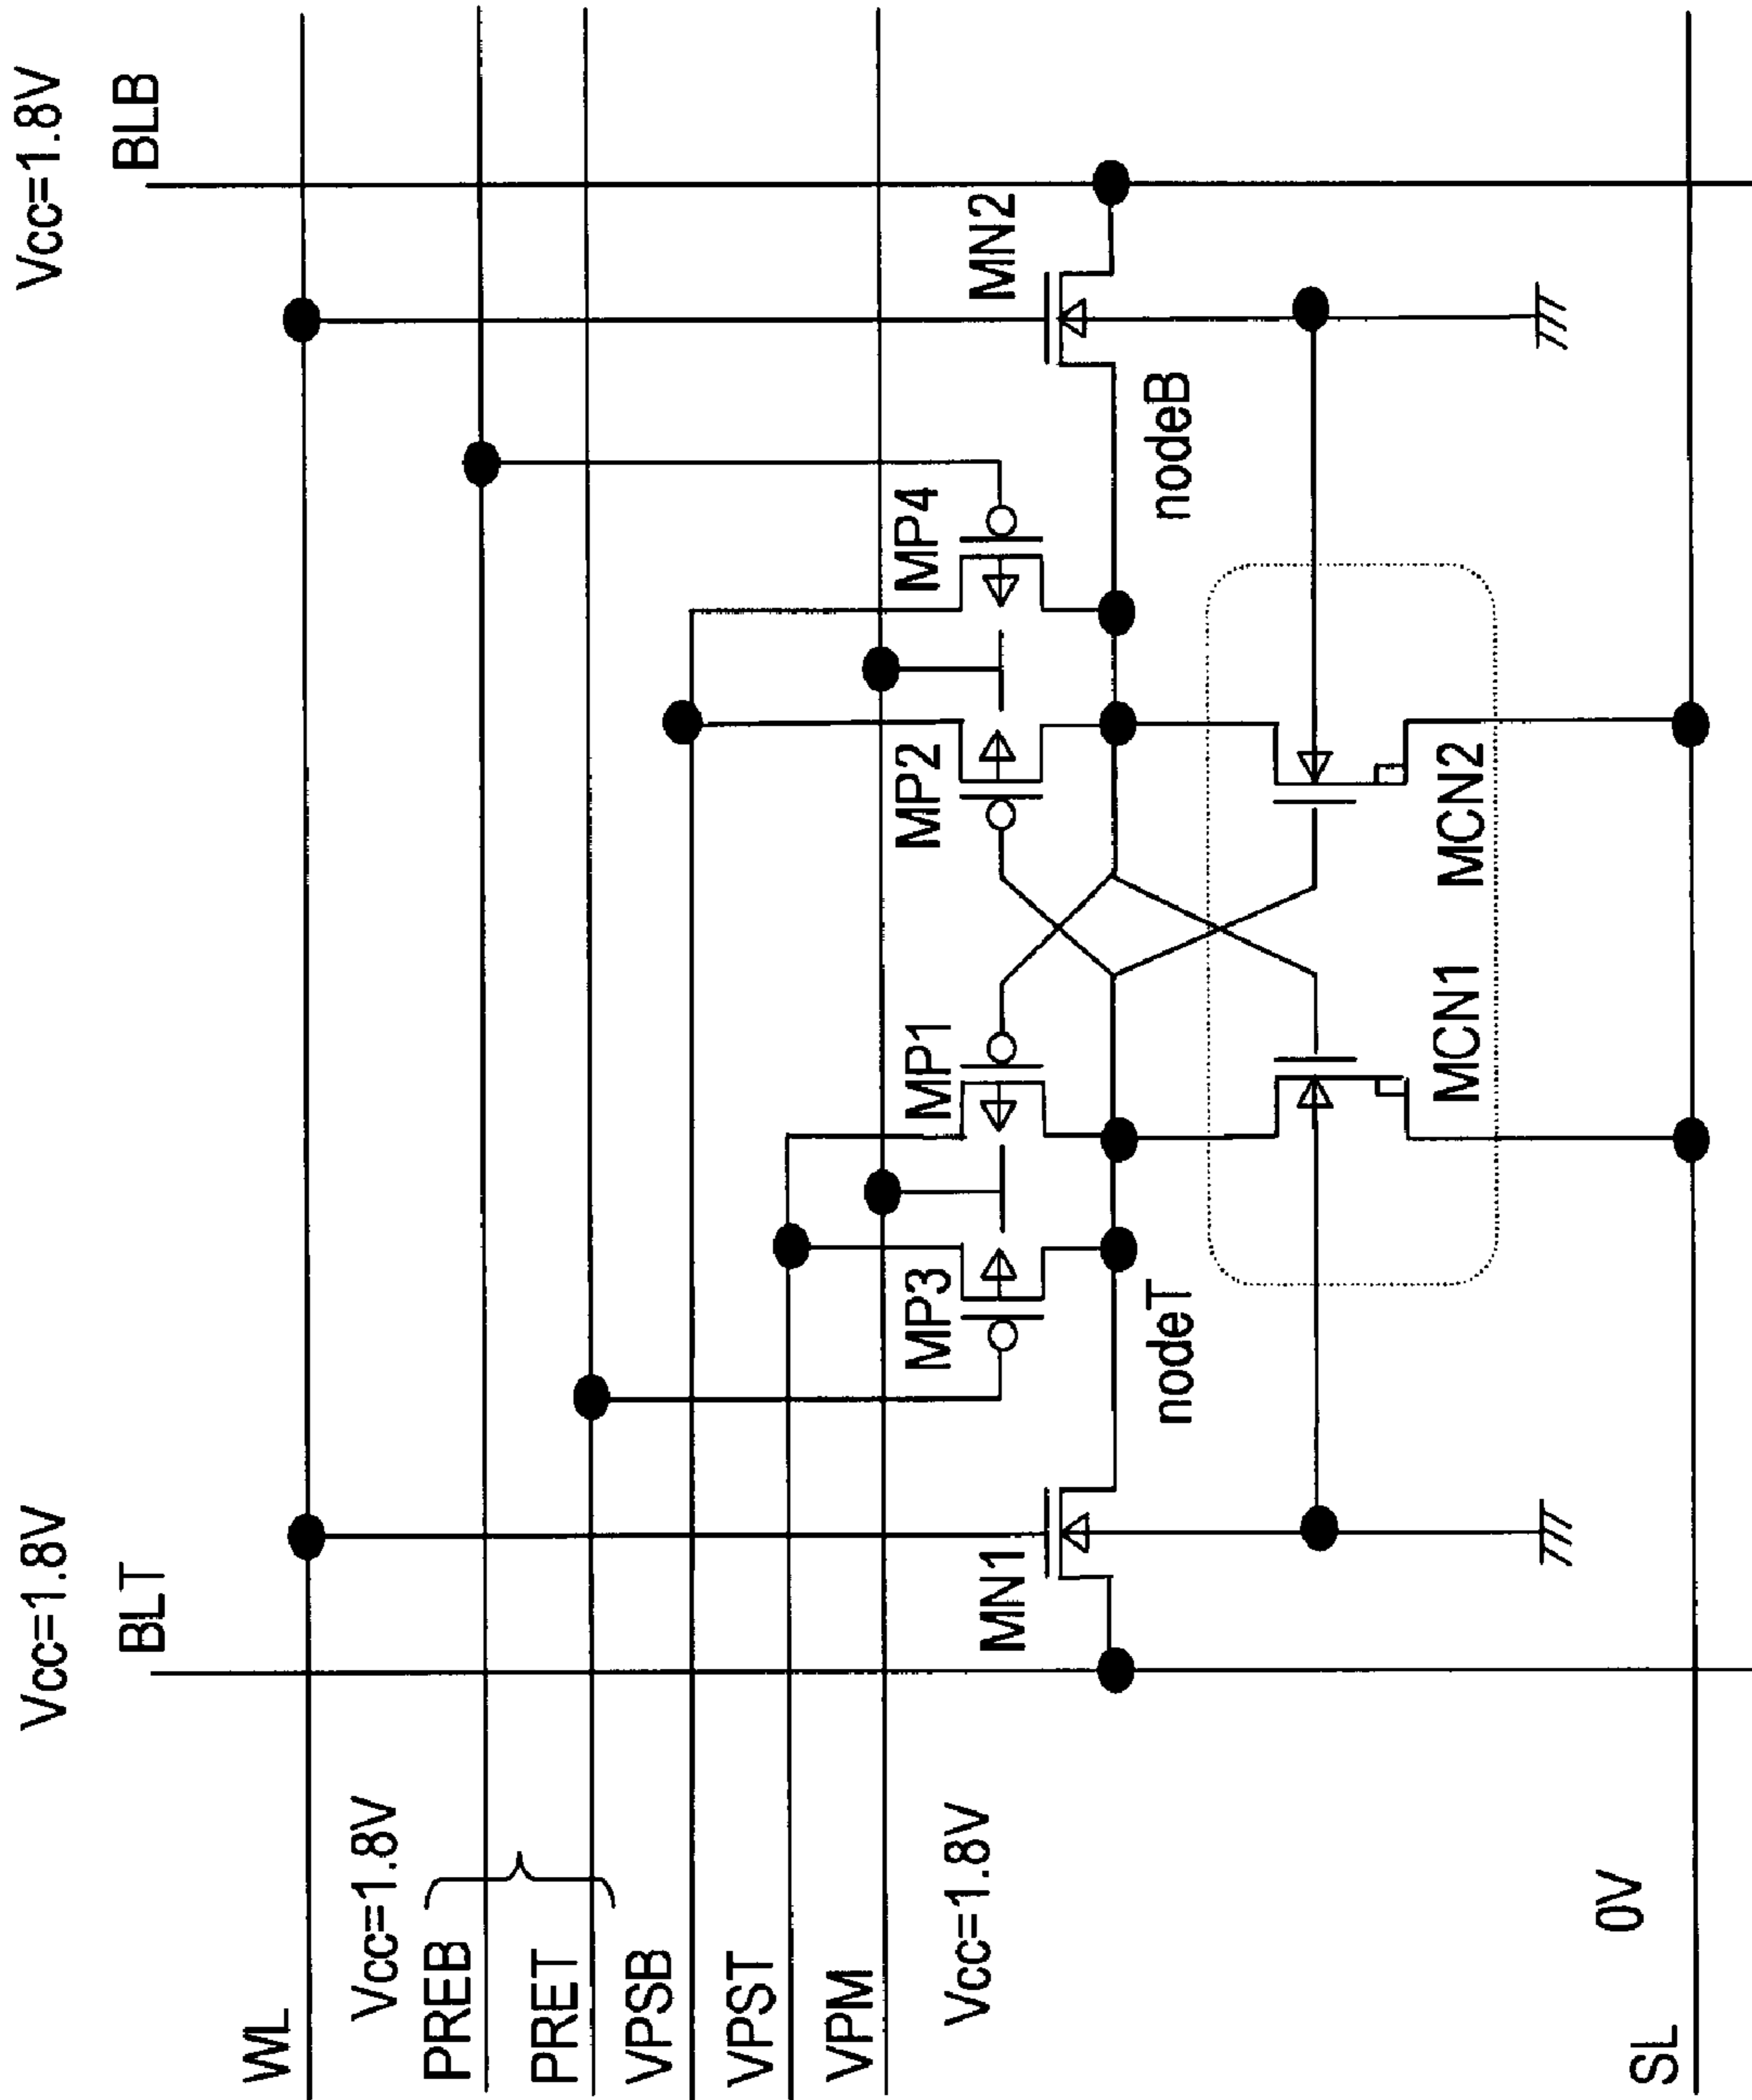 Vcc=1.8V
Vcc=1.8V
BLT
BLB
WL
Vcc=1.8V
PREB
PRET
VPSB
VPST
VPM
Vcc=1.8V
MP3
MP1
MP2
MP4
MN1
MN2
nodeT
nodeB
MCN1
MCN2
0V
SL